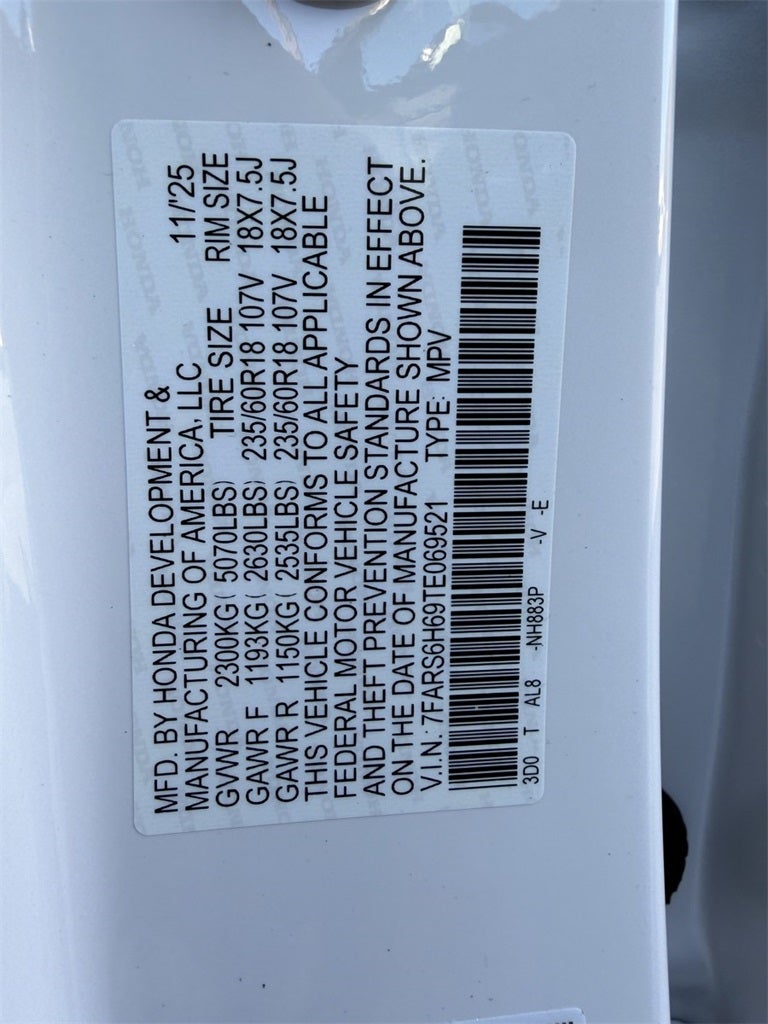 MFD. BY HONDA DEVELOPMENT &
MANUFACTURING OF AMERICA, LLC 11/'25
GVWR 2300KG( 5070LBS) TIRE SIZE RIM SIZE
GAWR F 1193KG( 2630LBS) 235/60R18 107V 18X7.5J
GAWR R 1150KG( 2535LBS) 235/60R18 107V 18X7.5J
THIS VEHICLE CONFORMS TO ALL APPLICABLE
FEDERAL MOTOR VEHICLE SAFETY
AND THEFT PREVENTION STANDARDS IN EFFECT
ON THE DATE OF MANUFACTURE SHOWN ABOVE.
V.I.N: 7FARS6H69TE069521 TYPE: MPV
3D0 T AL8 -NH883P -V -E